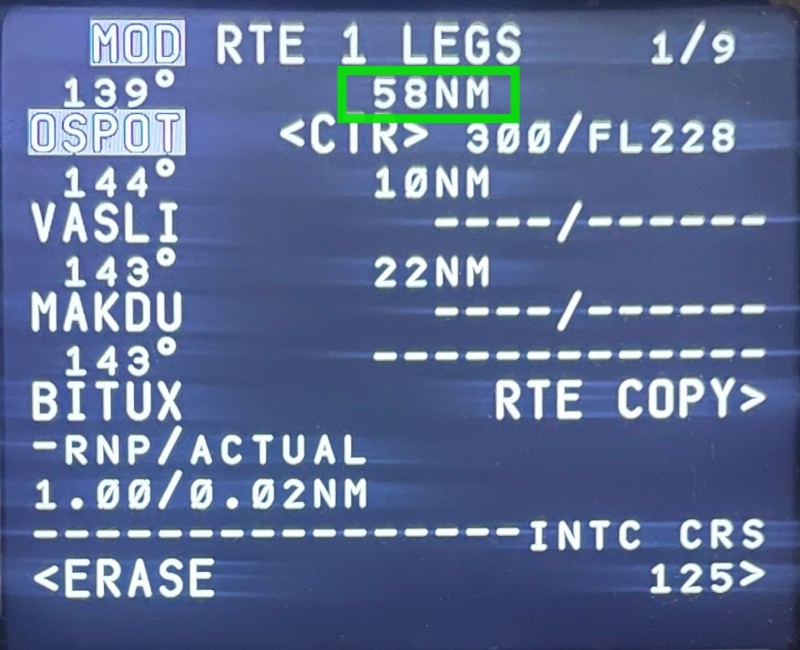 MOD RTE 1 LEGS 1/9
139° 58NM
OSPOT <CTR> 300/FL228
144° 10NM
VASLI ----/------
143° 22NM
MAKDU ----/------
143° --------------
BITUX RTE COPY>
-RNP/ACTUAL
1.00/0.02NM
-----------------INTC CRS
<ERASE 125>